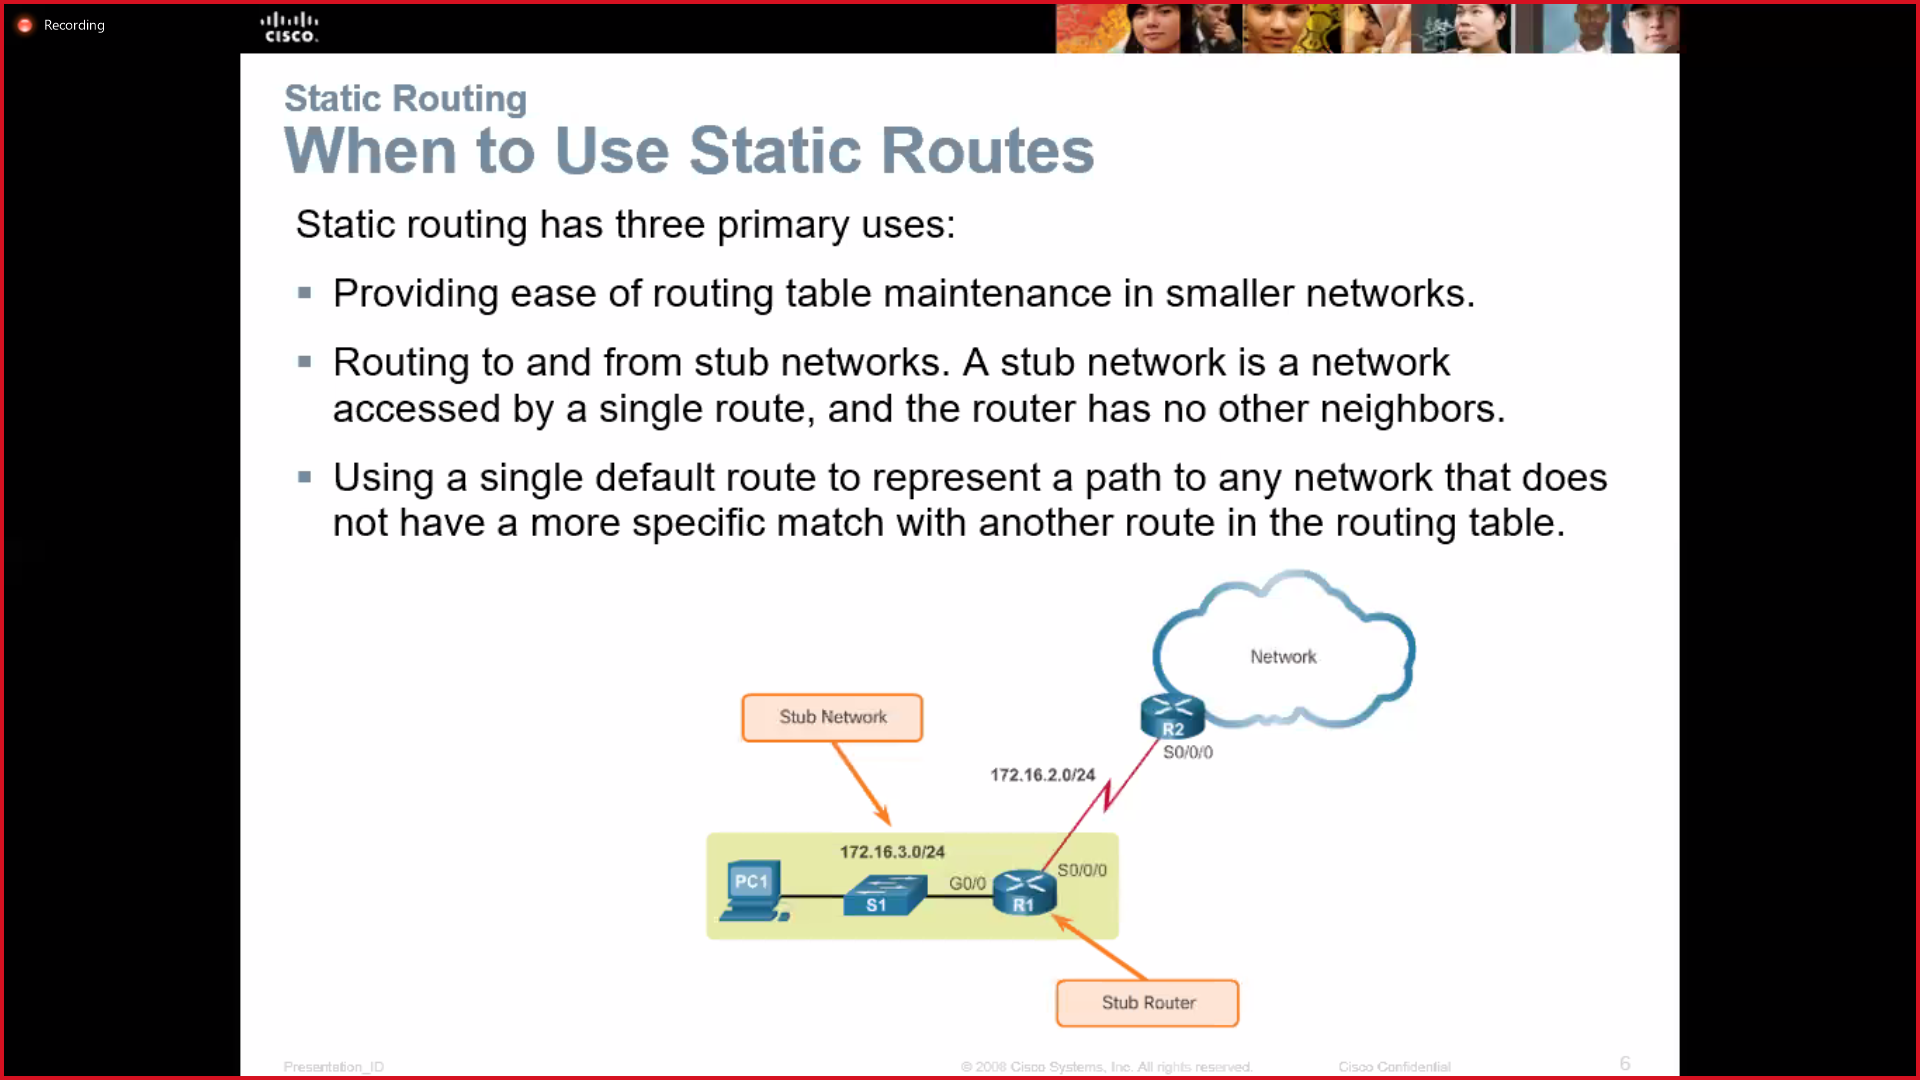 Recording
CISCO.
Static Routing
When to Use Static Routes
Static routing has three primary uses:
Providing ease of routing table maintenance in smaller networks.
Routing to and from stub networks. A stub network is a network
accessed by a single route, and the router has no other neighbors.
Using a single default route to represent a path to any network that does
not have a more specific match with another route in the routing table.
Network
Stub Network
R2
S0/0/0
172.16.2.0/24
172.16.3.0/24
PC1
S1
G0/0
R1
S0/0/0
Stub Router
Presentation_ID
© 2008 Cisco Systems, Inc. All rights reserved.
Cisco Confidential
6